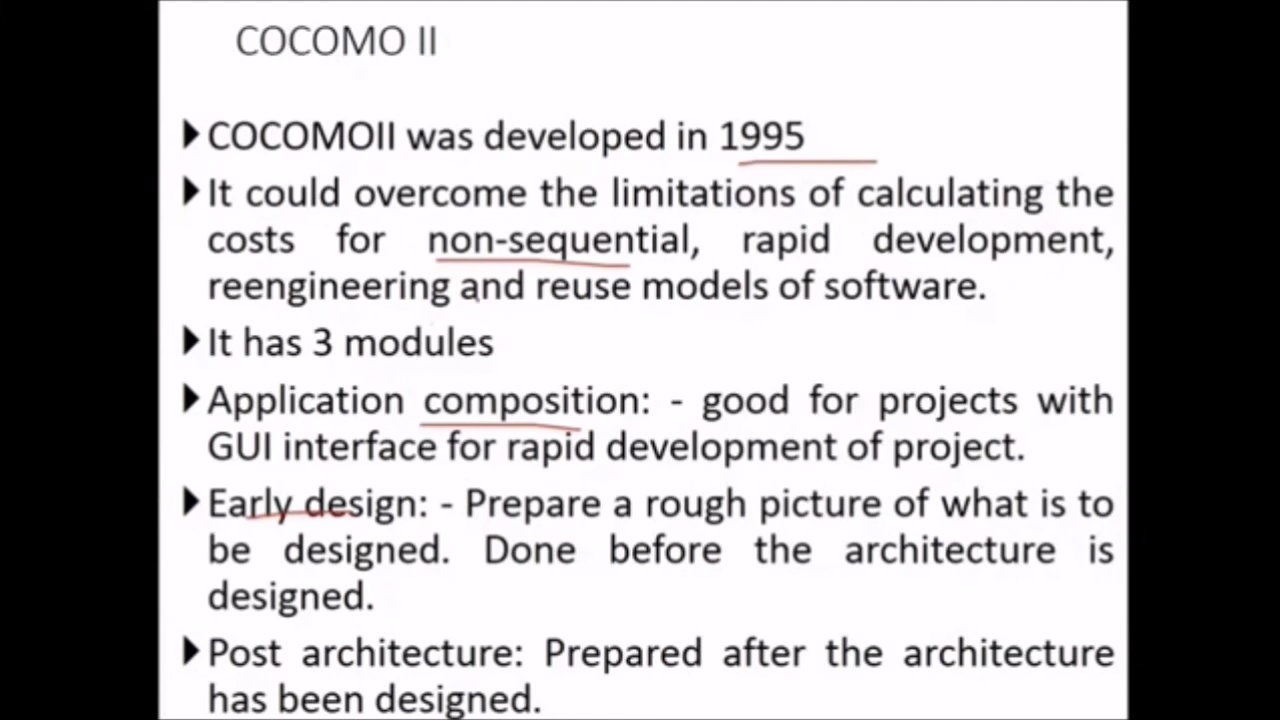 COCOMO II
COCOMOII was developed in 1995
It could overcome the limitations of calculating the
costs for non-sequential, rapid development,
reengineering and reuse models of software.
It has 3 modules
Application composition: - good for projects with
GUI interface for rapid development of project.
Early design: - Prepare a rough picture of what is to
be designed. Done before the architecture is
designed.
Post architecture: Prepared after the architecture
has been designed.